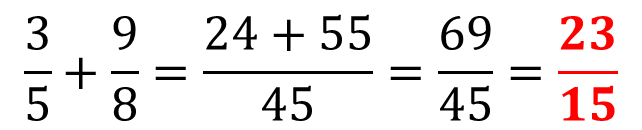 3/5 + 9/8 = (24 + 55)/45 = 69/45 = 23/15